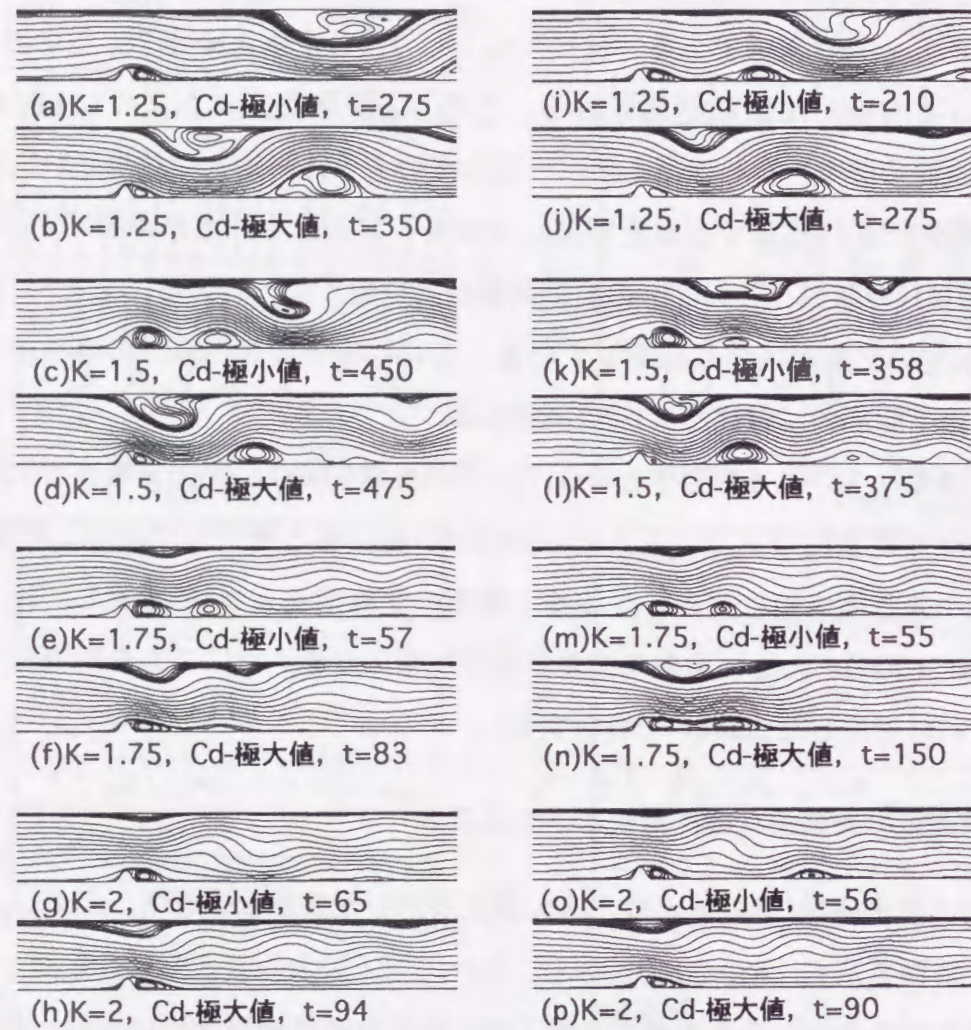 (a)K=1.25, Cd-極小値, t=275
(b)K=1.25, Cd-極大値, t=350
(c)K=1.5, Cd-極小値, t=450
(d)K=1.5, Cd-極大値, t=475
(e)K=1.75, Cd-極小値, t=57
(f)K=1.75, Cd-極大値, t=83
(g)K=2, Cd-極小値, t=65
(h)K=2, Cd-極大値, t=94
(i)K=1.25, Cd-極小値, t=210
(j)K=1.25, Cd-極大値, t=275
(k)K=1.5, Cd-極小値, t=358
(l)K=1.5, Cd-極大値, t=375
(m)K=1.75, Cd-極小値, t=55
(n)K=1.75, Cd-極大値, t=150
(o)K=2, Cd-極小値, t=56
(p)K=2, Cd-極大値, t=90